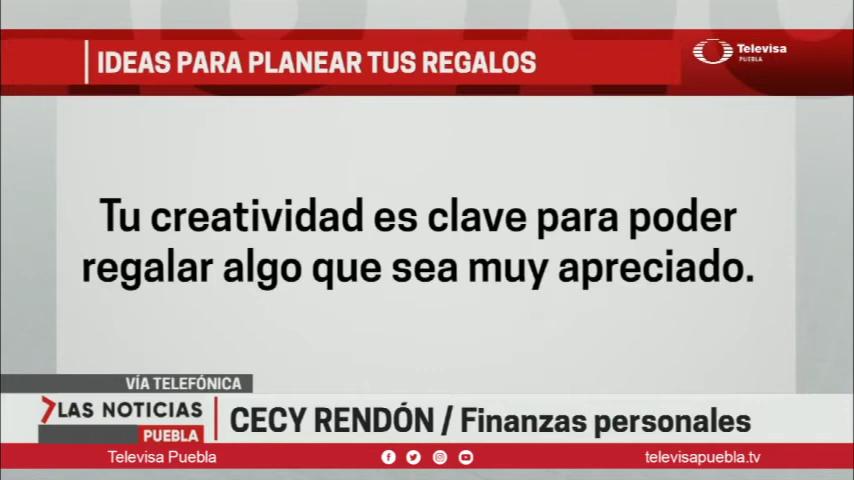 IDEAS PARA PLANEAR TUS REGALOS
Televisa
PUEBLA
Tu creatividad es clave para poder
regalar algo que sea muy apreciado.
VÍA TELEFÓNICA
LAS NOTICIAS
PUEBLA
CECY RENDÓN / Finanzas personales
Televisa Puebla
televisapuebla.tv